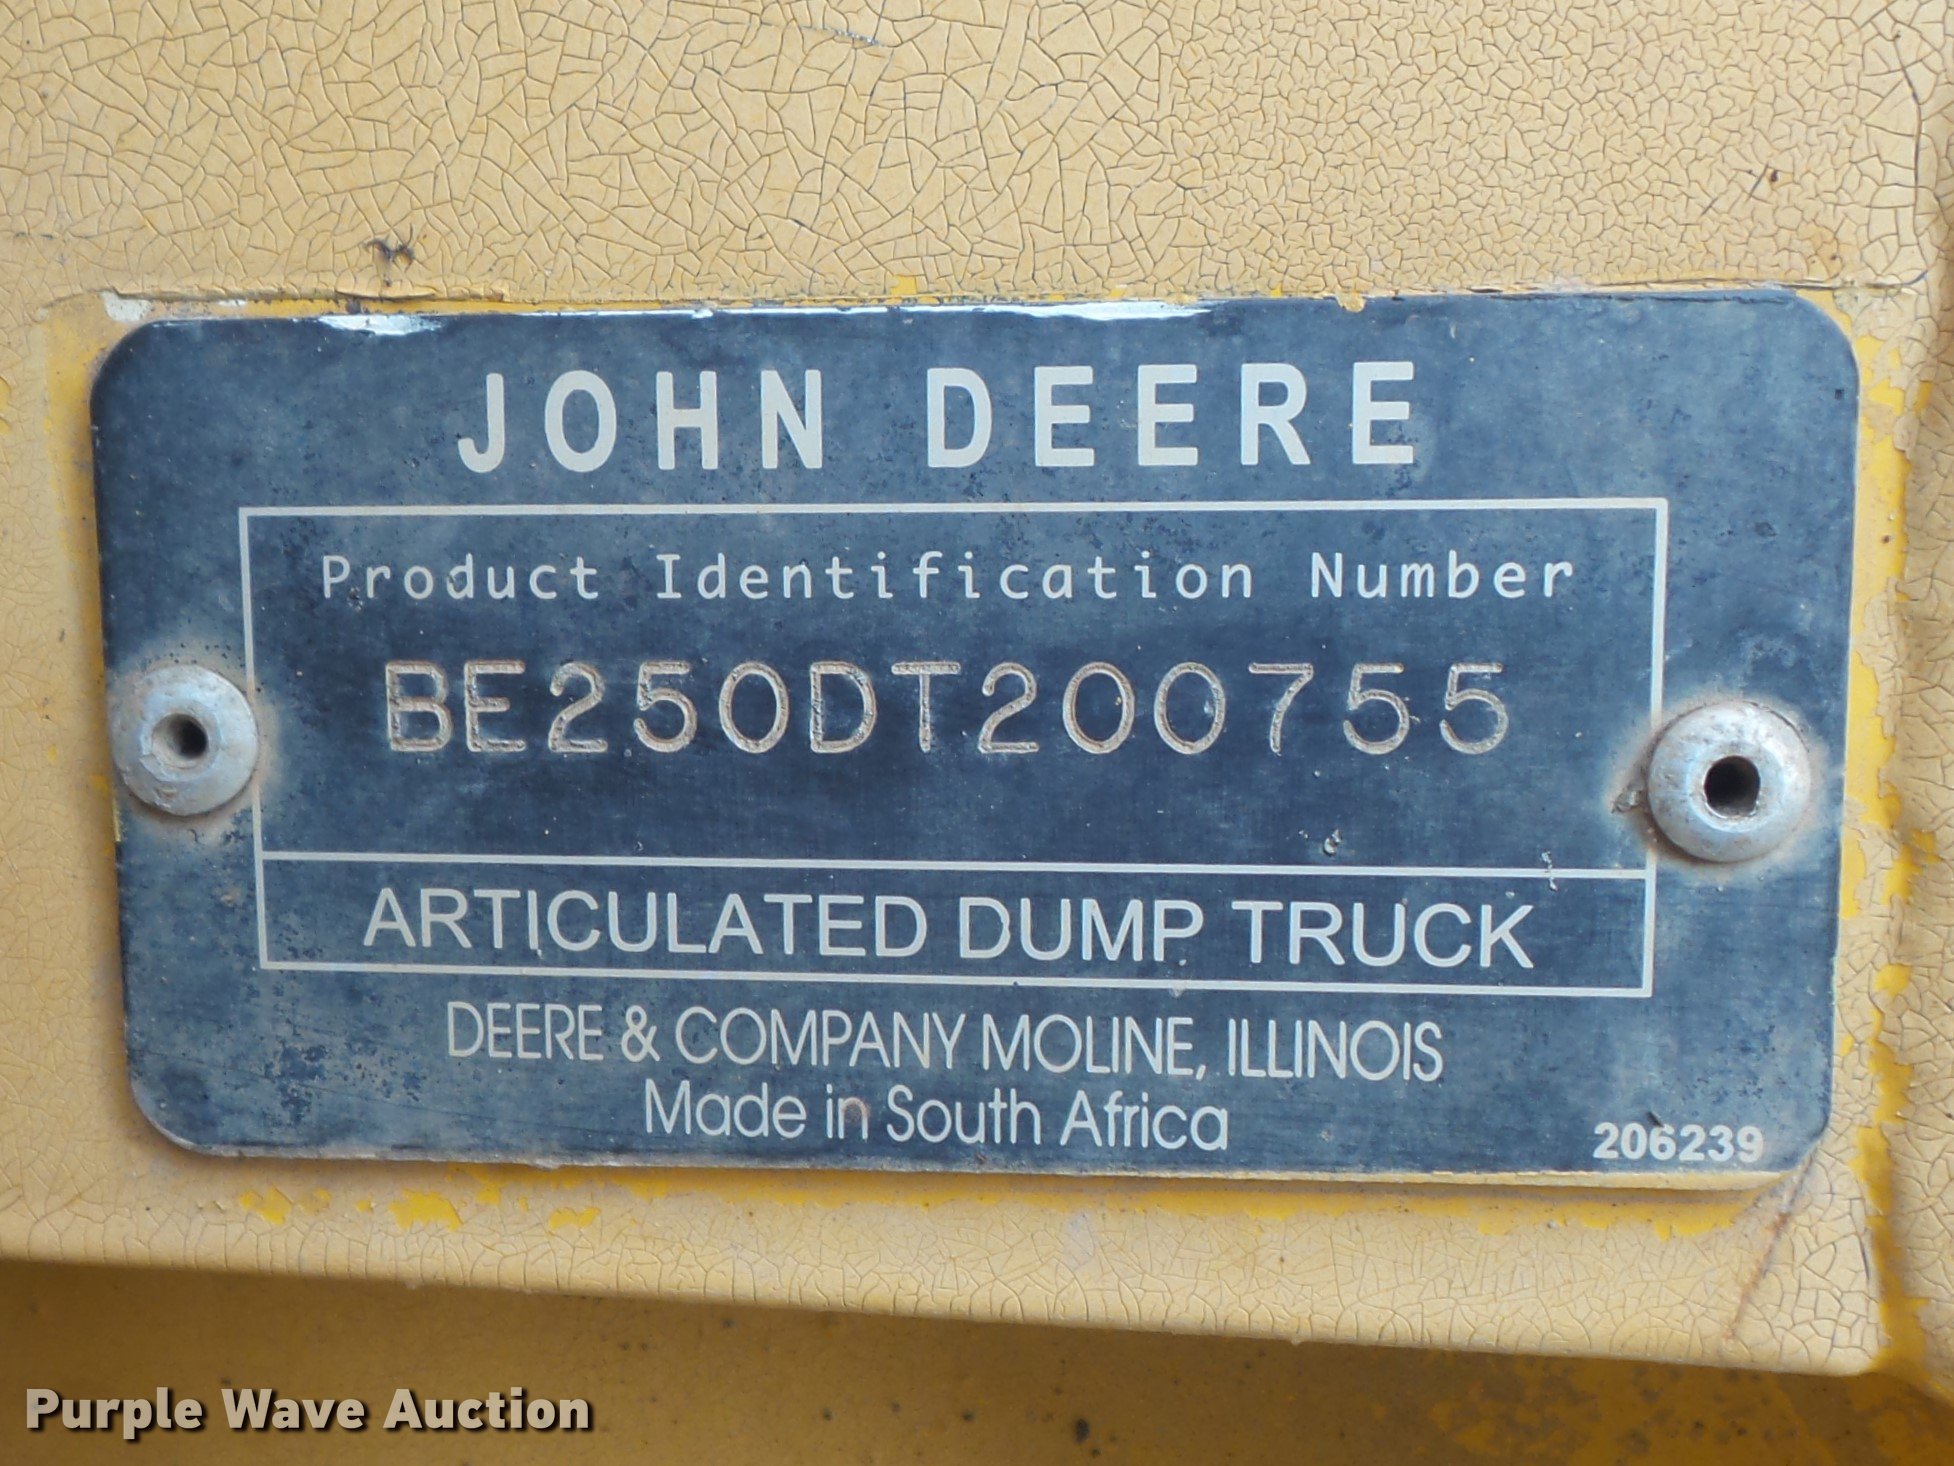 JOHN DEERE
Product Identification Number
BE250DT200755
ARTICULATED DUMP TRUCK
DEERE & COMPANY MOLINE, ILLINOIS
Made in South Africa
206239
Purple Wave Auction